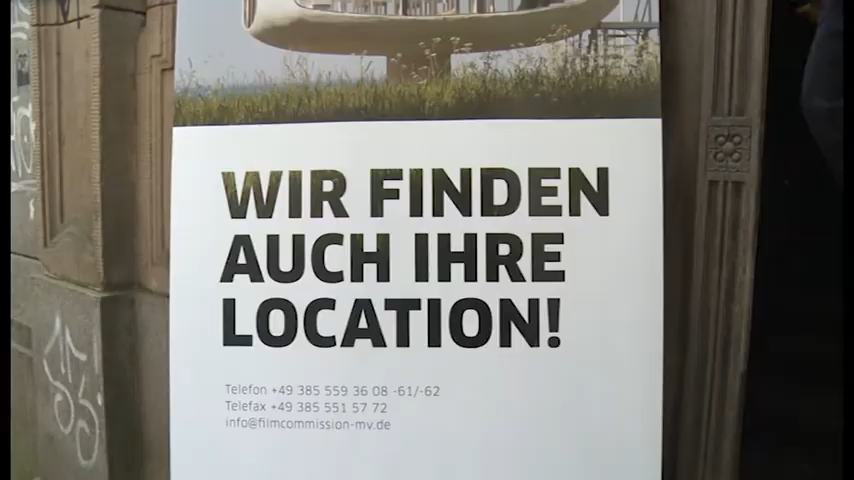 WIR FINDEN
AUCH IHRE
LOCATION!
Telefon +49 385 559 36 08 -61/-62
Telefax +49 385 551 57 72
info@filmcommission-mv.de